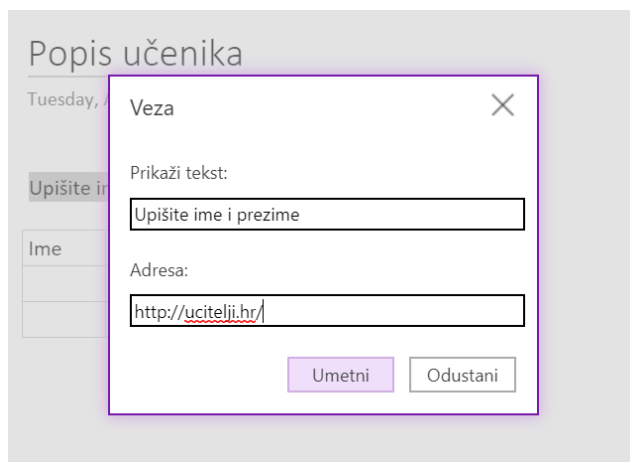 Popis učenika
Tuesday,
Veza
Prikaži tekst:
Upišite
Upišite ime i prezime
Ime
Adresa:
http://ucitelji.hr/
Umetni Odustani